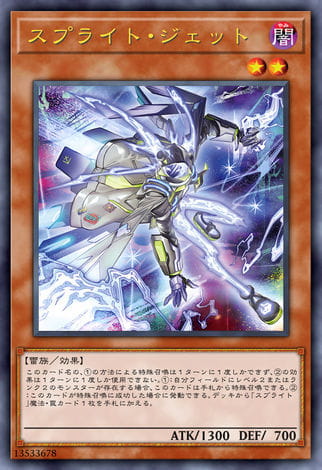 スプライト・ジェット
闇
やみ
【雷族／効果】
このカード名の、①の方法による特殊召喚は１ターンに１度しかできず、②の効
果は１ターンに１度しか使用できない。①：自分フィールドにレベル２またはリ
ンク２のモンスターが存在する場合、このカードは手札から特殊召喚できる。②
：このカードが特殊召喚に成功した場合に発動できる。デッキから「スプライト
」魔法・罠カード１枚を手札に加える。
ATK/1300 DEF/ 700
13533678